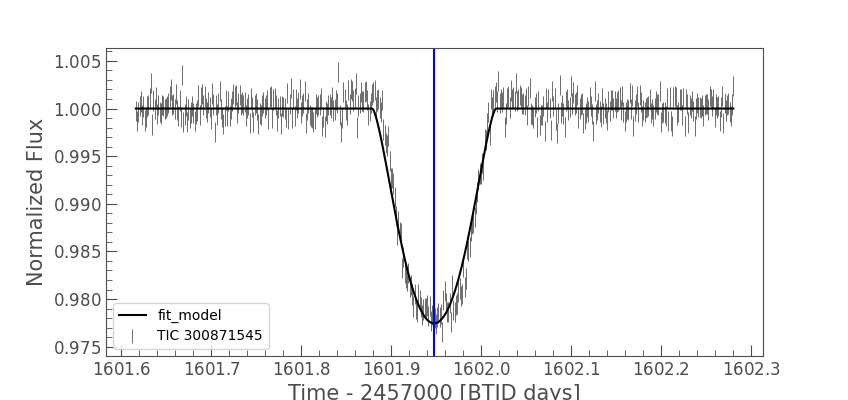 1.005
1.000
0.995
0.990
0.985
0.980
0.975
Normalized Flux
fit_model
TIC 300871545
1601.6 1601.7 1601.8 1601.9 1602.0 1602.1 1602.2 1602.3
Time - 2457000 [BTJD days]